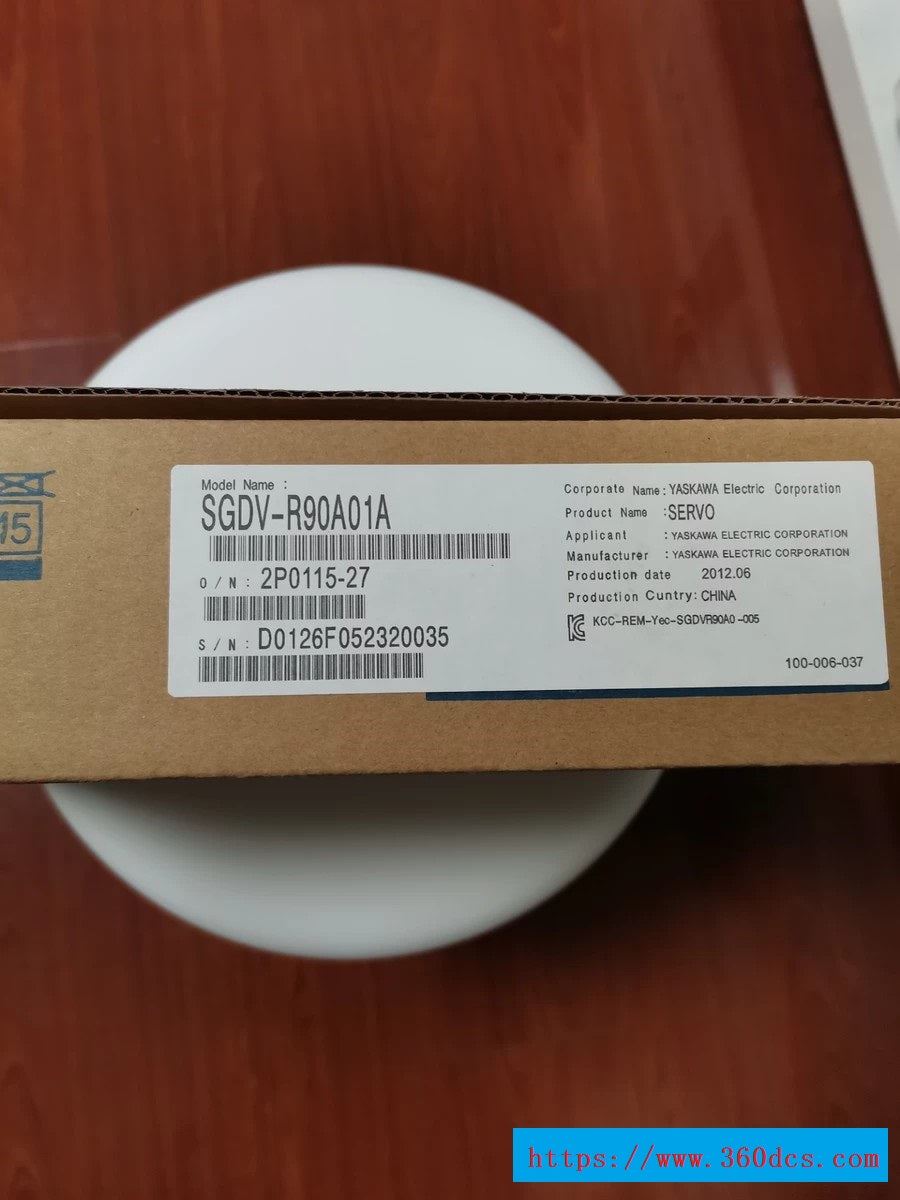 15
Model Name :
SGDV-R90A01A
O / N : 2P0115-27
S / N : D0126F052320035
Corporate Name : YASKAWA Electric Corporation
Product Name : SERVO
Applicant : YASKAWA ELECTRIC CORPORATION
Manufacturer : YASKAWA ELECTRIC CORPORATION
Production date 2012.06
Production Cuntry: CHINA
KCC-REM-Yec-SGDVR90A0 -005
100-006-037
https://www.360dcs.com